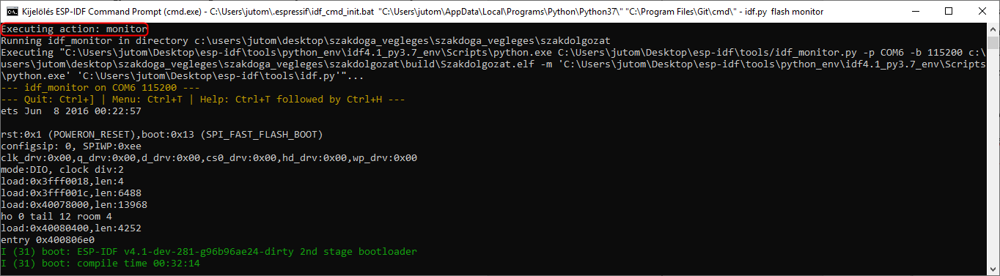 Kijelölés ESP-IDF Command Prompt (cmd.exe) - C:\Users\jutom\.espressif\idf_cmd_init.bat "C:\Users\jutom\AppData\Local\Programs\Python\Python37\" "C:\Program Files\Git\cmd\" - idf.py flash monitor
Executing action: monitor
Running idf_monitor in directory c:\users\jutom\desktop\szakdoga_vegleges\szakdoga_vegleges\szakdolgozat
Executing "C:\Users\jutom\Desktop\esp-idf\tools\python_env\idf4.1_py3.7_env\Scripts\python.exe C:\Users\jutom\Desktop\esp-idf\tools/idf_monitor.py -p COM6 -b 115200 c:\
users\jutom\desktop\szakdoga_vegleges\szakdoga_vegleges\szakdolgozat\build\Szakdolgozat.elf -m 'C:\Users\jutom\Desktop\esp-idf\tools\python_env\idf4.1_py3.7_env\Scripts
\python.exe' 'C:\Users\jutom\Desktop\esp-idf\tools\idf.py'"...
--- idf_monitor on COM6 115200 ---
--- Quit: Ctrl+] | Menu: Ctrl+T | Help: Ctrl+T followed by Ctrl+H ---
ets Jun  8 2016 00:22:57
rst:0x1 (POWERON_RESET),boot:0x13 (SPI_FAST_FLASH_BOOT)
configsip: 0, SPIWP:0xee
clk_drv:0x00,q_drv:0x00,d_drv:0x00,cs0_drv:0x00,hd_drv:0x00,wp_drv:0x00
mode:DIO, clock div:2
load:0x3fff0018,len:4
load:0x3fff001c,len:6488
load:0x40078000,len:13968
ho 0 tail 12 room 4
load:0x40080400,len:4252
entry 0x400806e0
I (31) boot: ESP-IDF v4.1-dev-281-g96b96ae24-dirty 2nd stage bootloader
I (31) boot: compile time 00:32:14